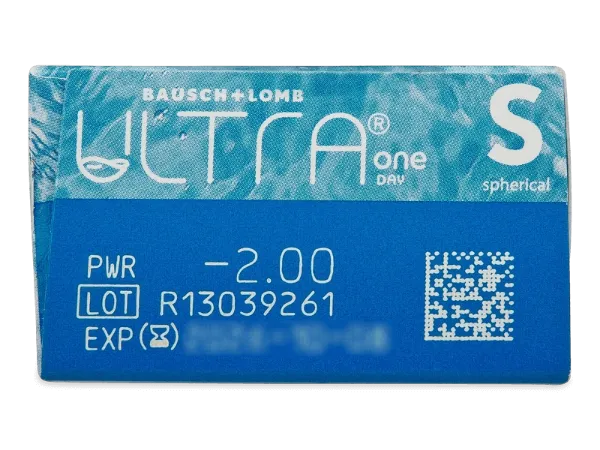 BAUSCH + LOMB
ULTRA® one
DAY
S
spherical
PWR -2.00
LOT R13039261
EXP (⌛)